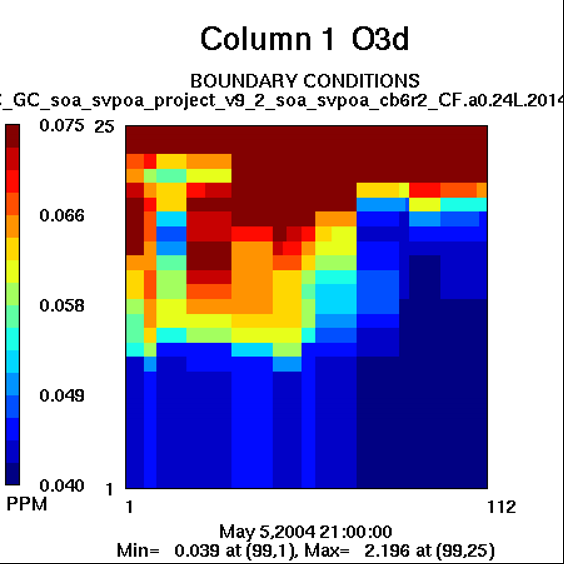 Column 1 O3d
BOUNDARY CONDITIONS
_GC_soa_svpoa_project_v9_2_soa_svpoa_cb6r2_CF.a0.24L.2014
0.075
0.066
0.058
0.049
0.040
PPM
25
1
1
112
May 5,2004 21:00:00
Min= 0.039 at (99,1), Max= 2.196 at (99,25)